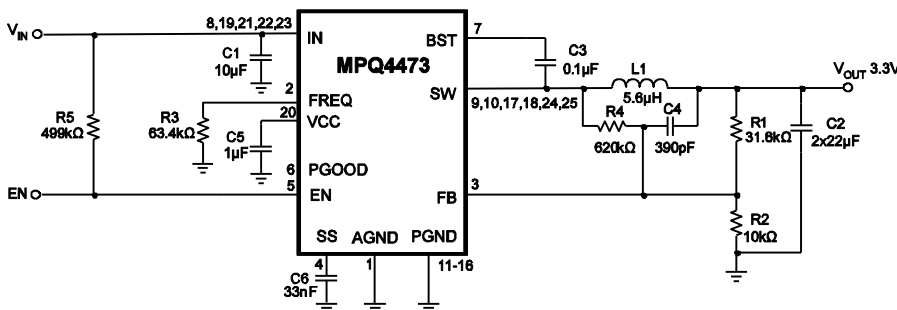 VIN
8,19,21,22,23
IN
C1
10µF
2
FREQ
20
VCC
R5
499kΩ
R3
63.4kΩ
C5
1µF
6
PGOOD
EN
5
EN
MPQ4473
BST
7
C3
0.1µF
SW
9,10,17,18,24,25
L1
5.6µH
R4
620kΩ
C4
390pF
VOUT 3.3V
R1
31.6kΩ
C2
2x22µF
FB
3
R2
10kΩ
SS
AGND
PGND
4
1
11-16
C6
33nF